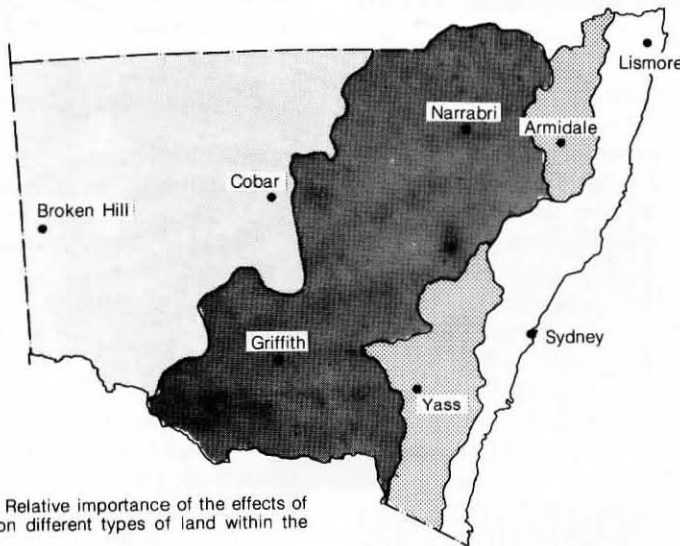 Lismore
Narrabri
Armidale
Cobar
Broken Hill
Sydney
Griffith
Yass
Relative importance of the effects of
on different types of land within the